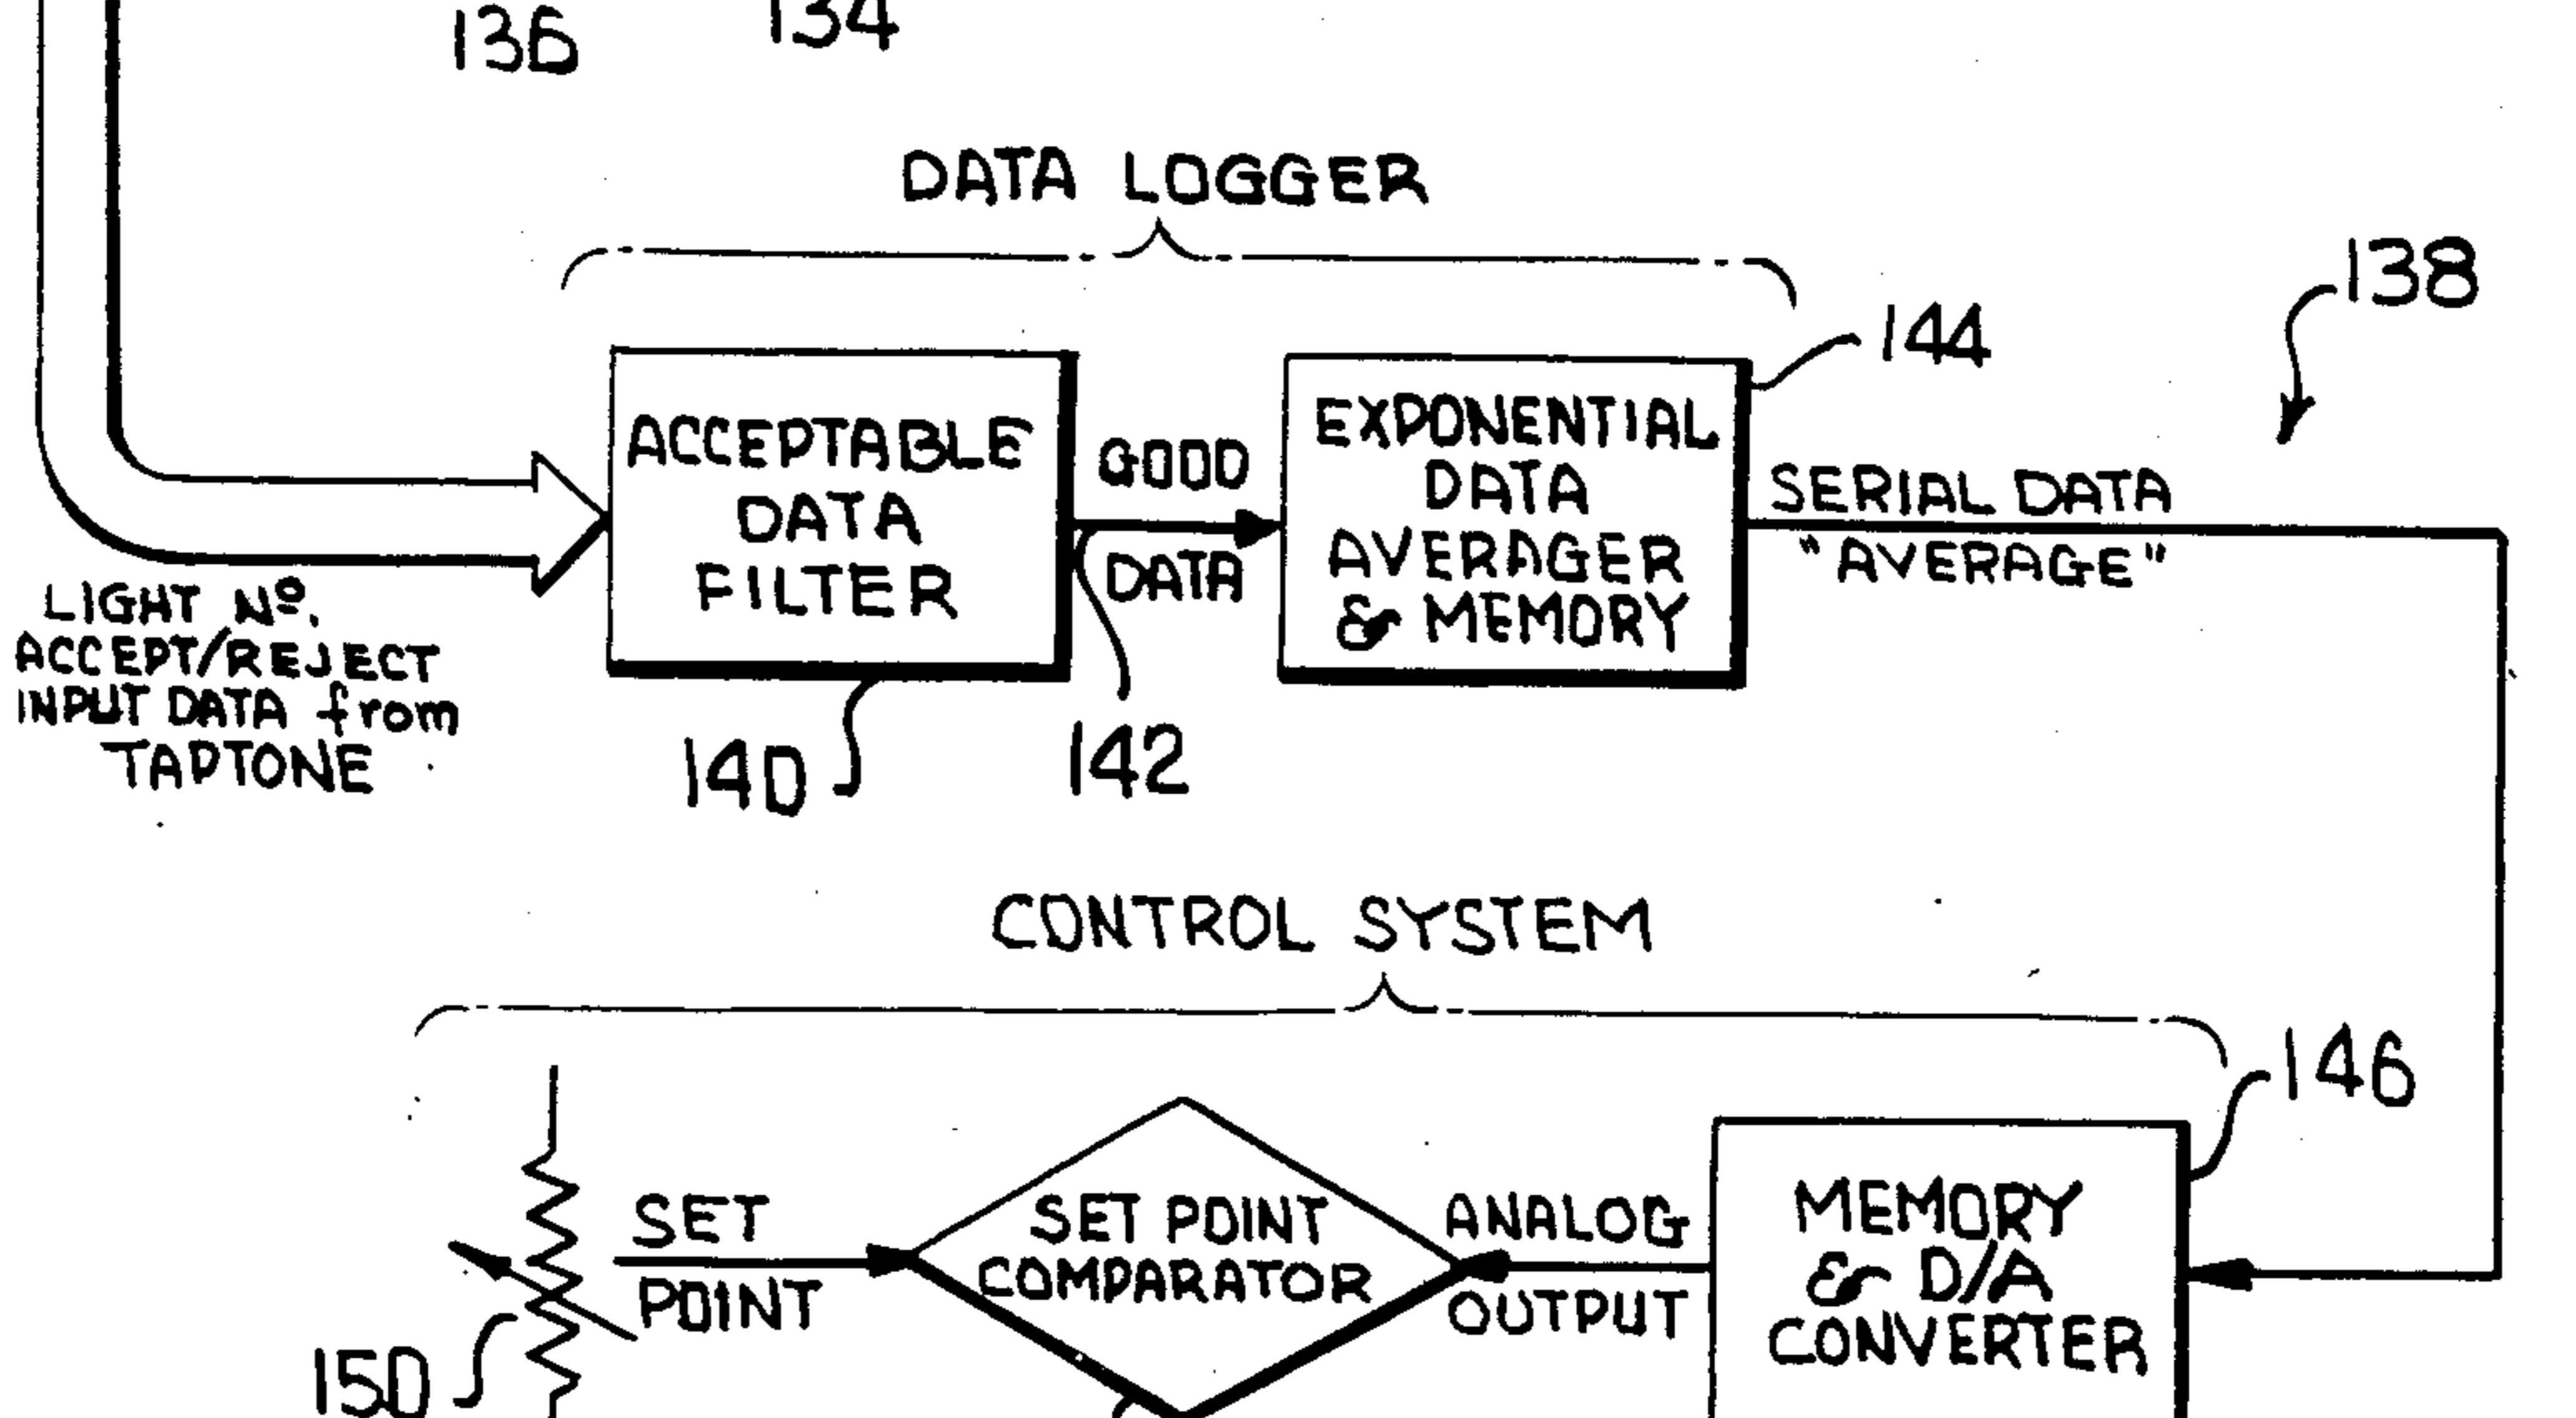 136
134
DATA LOGGER
138
144
ACCEPTABLE
DATA
FILTER
GOOD
DATA
EXPONENTIAL
DATA
AVERAGER
& MEMORY
SERIAL DATA
"AVERAGE"
LIGHT Nº.
ACCEPT/REJECT
INPUT DATA from
TAPTONE
140
142
CONTROL SYSTEM
146
SET
POINT
SET POINT
COMPARATOR
ANALOG
OUTPUT
MEMORY
& D/A
CONVERTER
150